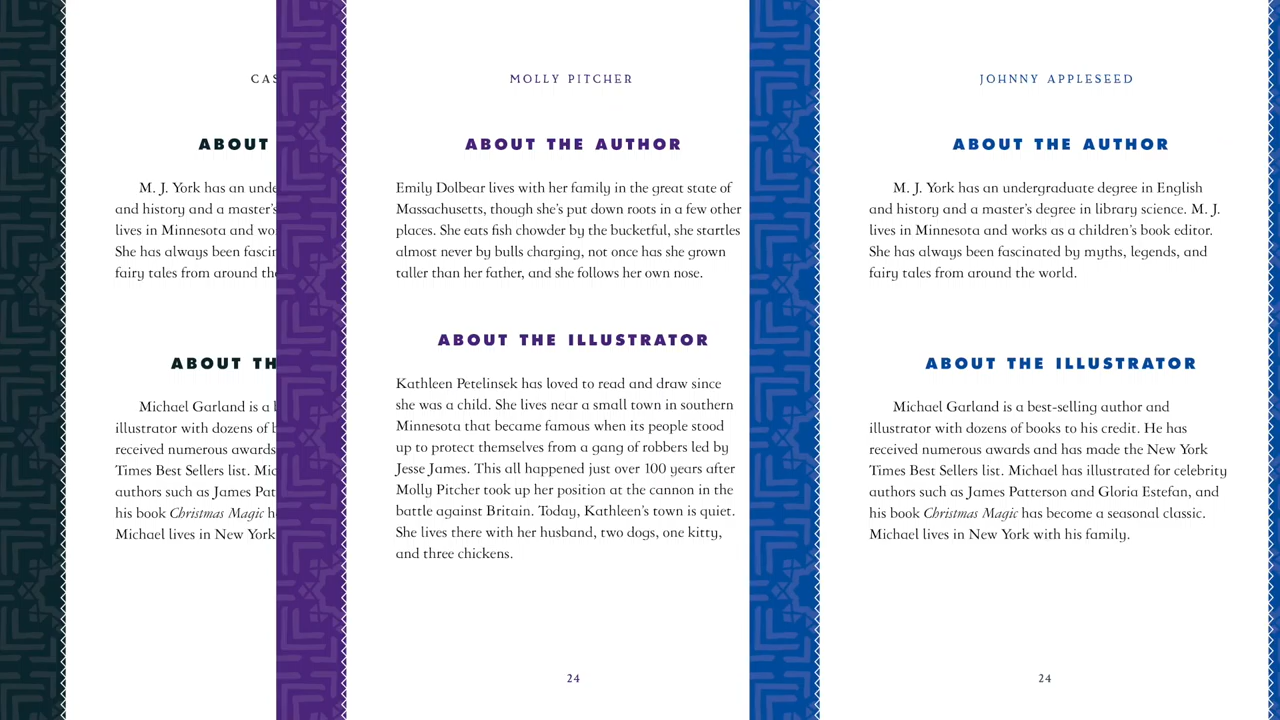 CAS
ABOUT
M. J. York has an unde
and history and a master's
lives in Minnesota and wo
She has always been fascin
fairy tales from around the
ABOUT TH
Michael Garland is a b
illustrator with dozens of b
received numerous awards
Times Best Sellers list. Mic
authors such as James Pat
his book Christmas Magic h
Michael lives in New York
MOLLY PITCHER
ABOUT THE AUTHOR
Emily Dolbear lives with her family in the great state of
Massachusetts, though she's put down roots in a few other
places. She eats fish chowder by the bucketful, she startles
almost never by bulls charging, not once has she grown
taller than her father, and she follows her own nose.
ABOUT THE ILLUSTRATOR
Kathleen Petelinsek has loved to read and draw since
she was a child. She lives near a small town in southern
Minnesota that became famous when its people stood
up to protect themselves from a gang of robbers led by
Jesse James. This all happened just over 100 years after
Molly Pitcher took up her position at the cannon in the
battle against Britain. Today, Kathleen's town is quiet.
She lives there with her husband, two dogs, one kitty,
and three chickens.
24
JOHNNY APPLESEED
ABOUT THE AUTHOR
M. J. York has an undergraduate degree in English
and history and a master's degree in library science. M. J.
lives in Minnesota and works as a children's book editor.
She has always been fascinated by myths, legends, and
fairy tales from around the world.
ABOUT THE ILLUSTRATOR
Michael Garland is a best-selling author and
illustrator with dozens of books to his credit. He has
received numerous awards and has made the New York
Times Best Sellers list. Michael has illustrated for celebrity
authors such as James Patterson and Gloria Estefan, and
his book Christmas Magic has become a seasonal classic.
Michael lives in New York with his family.
24